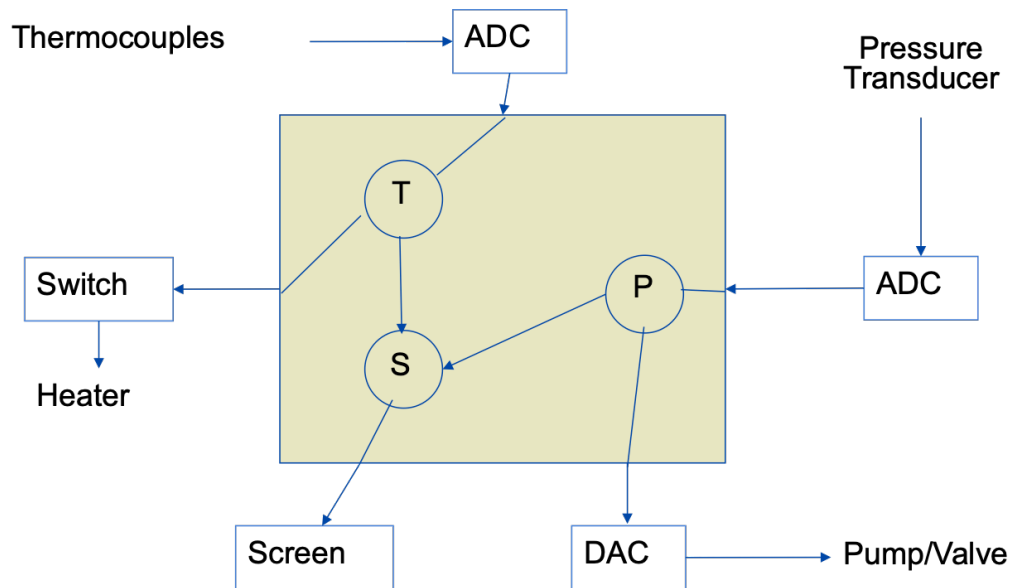 Thermocouples
ADC
Pressure
Transducer
T
Switch
P
ADC
S
Heater
Screen
DAC
Pump/Valve